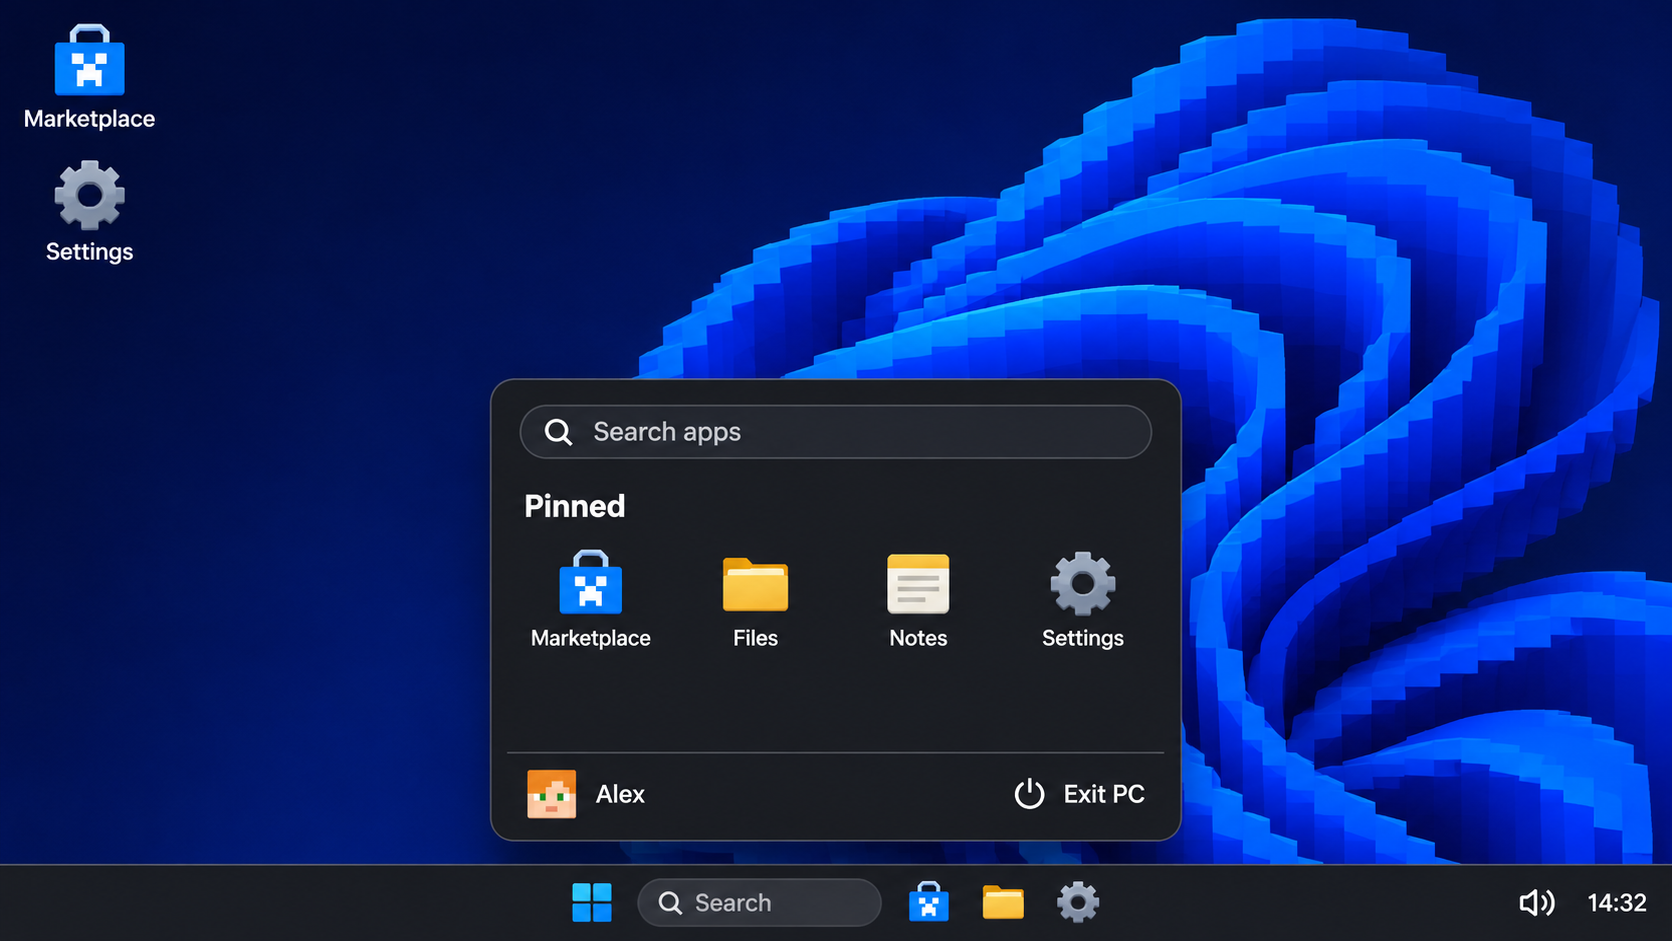 Marketplace
Settings
Search apps
Pinned
Marketplace
Files
Notes
Settings
Alex
Exit PC
Search
14:32